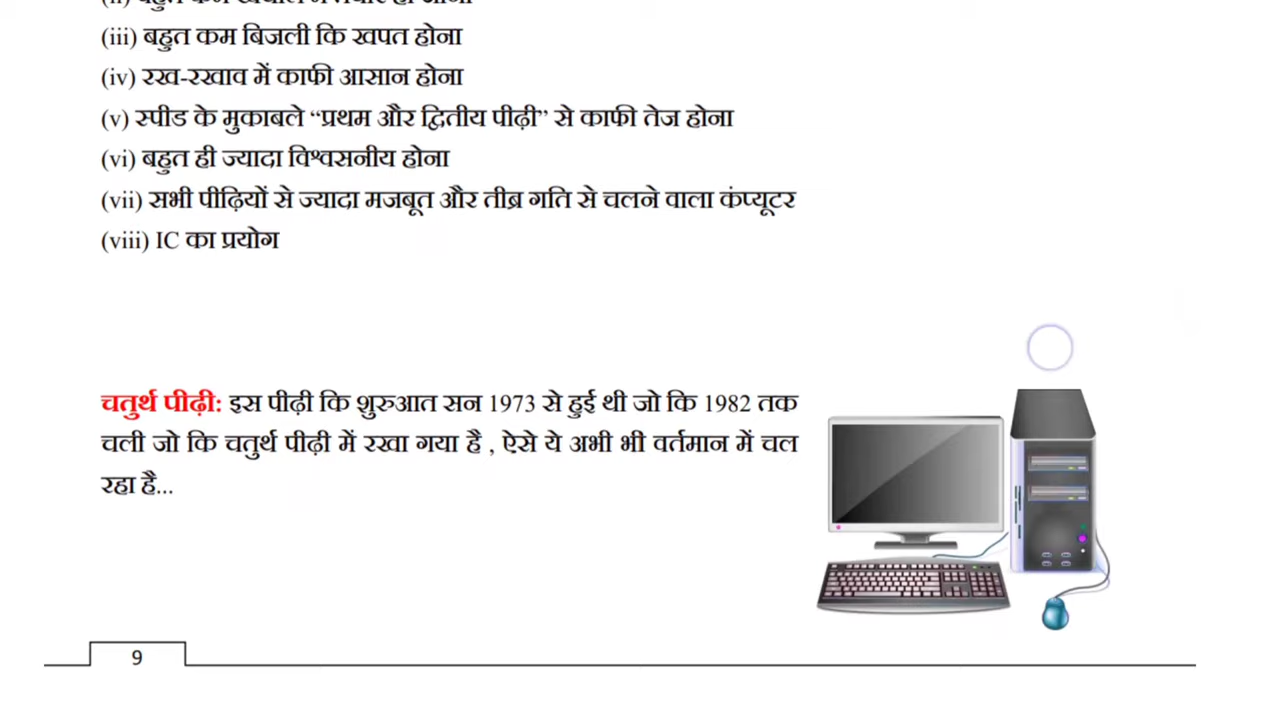 (iii) बहुत कम बिजली कि खपत होना
(iv) रख-रखाव में काफी आसान होना
(v) स्पीड के मुकाबले “प्रथम और द्वितीय पीढ़ी” से काफी तेज होना
(vi) बहुत ही ज्यादा विश्वसनीय होना
(vii) सभी पीढ़ियों से ज्यादा मजबूत और तीब्र गति से चलने वाला कंप्यूटर
(viii) IC का प्रयोग
चतुर्थ पीढ़ी: इस पीढ़ी कि शुरुआत सन 1973 से हुई थी जो कि 1982 तक
चली जो कि चतुर्थ पीढ़ी में रखा गया है , ऐसे ये अभी भी वर्तमान में चल
रहा है...
9